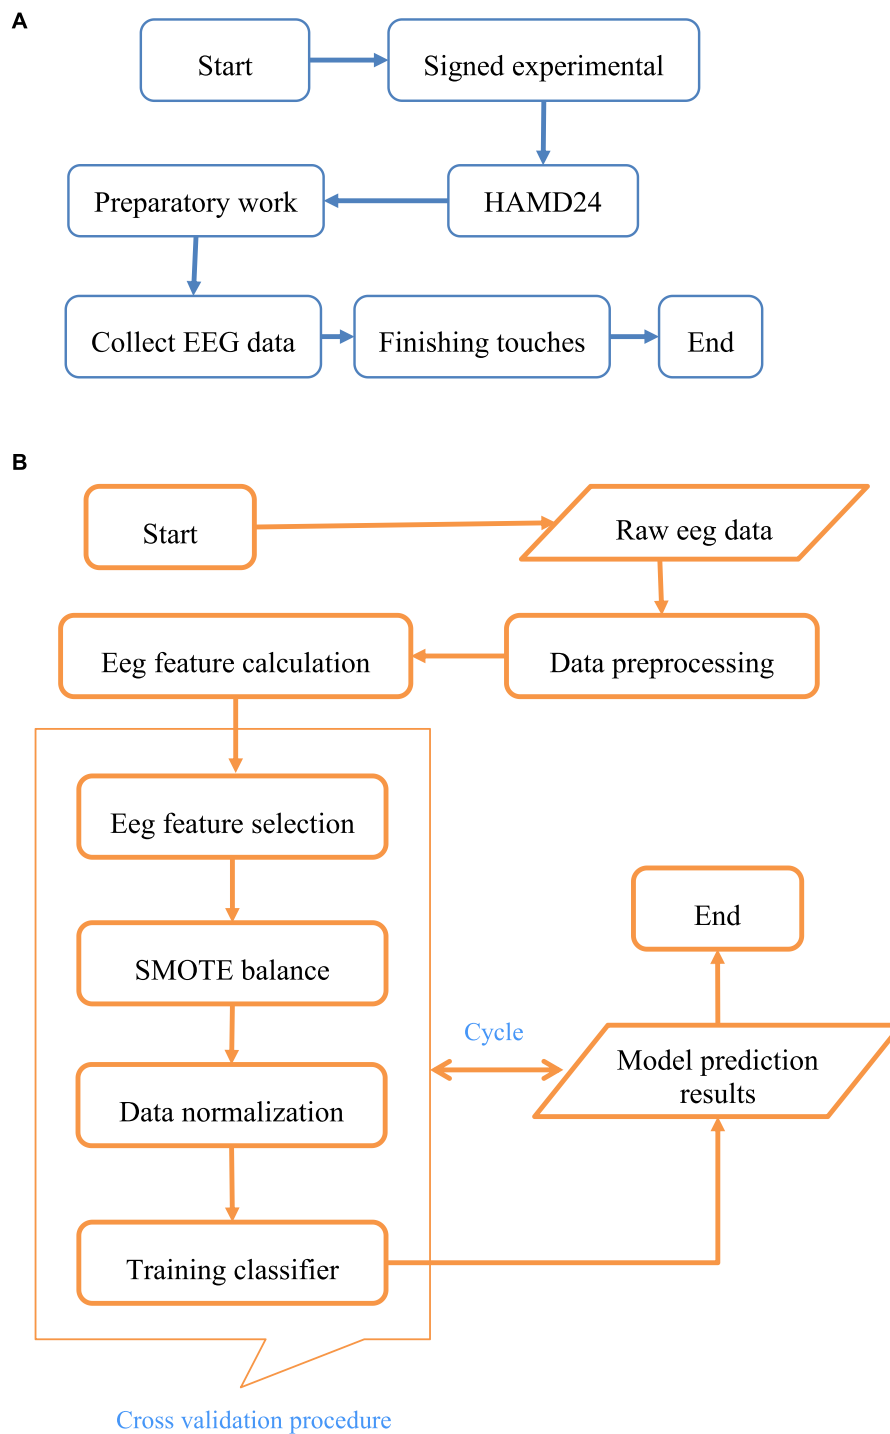 A
Start
Signed experimental
HAMD24
Preparatory work
Collect EEG data
Finishing touches
End
B
Start
Raw eeg data
Data preprocessing
Eeg feature calculation
Eeg feature selection
SMOTE balance
Data normalization
Training classifier
Cycle
Model prediction
results
End
Cross validation procedure